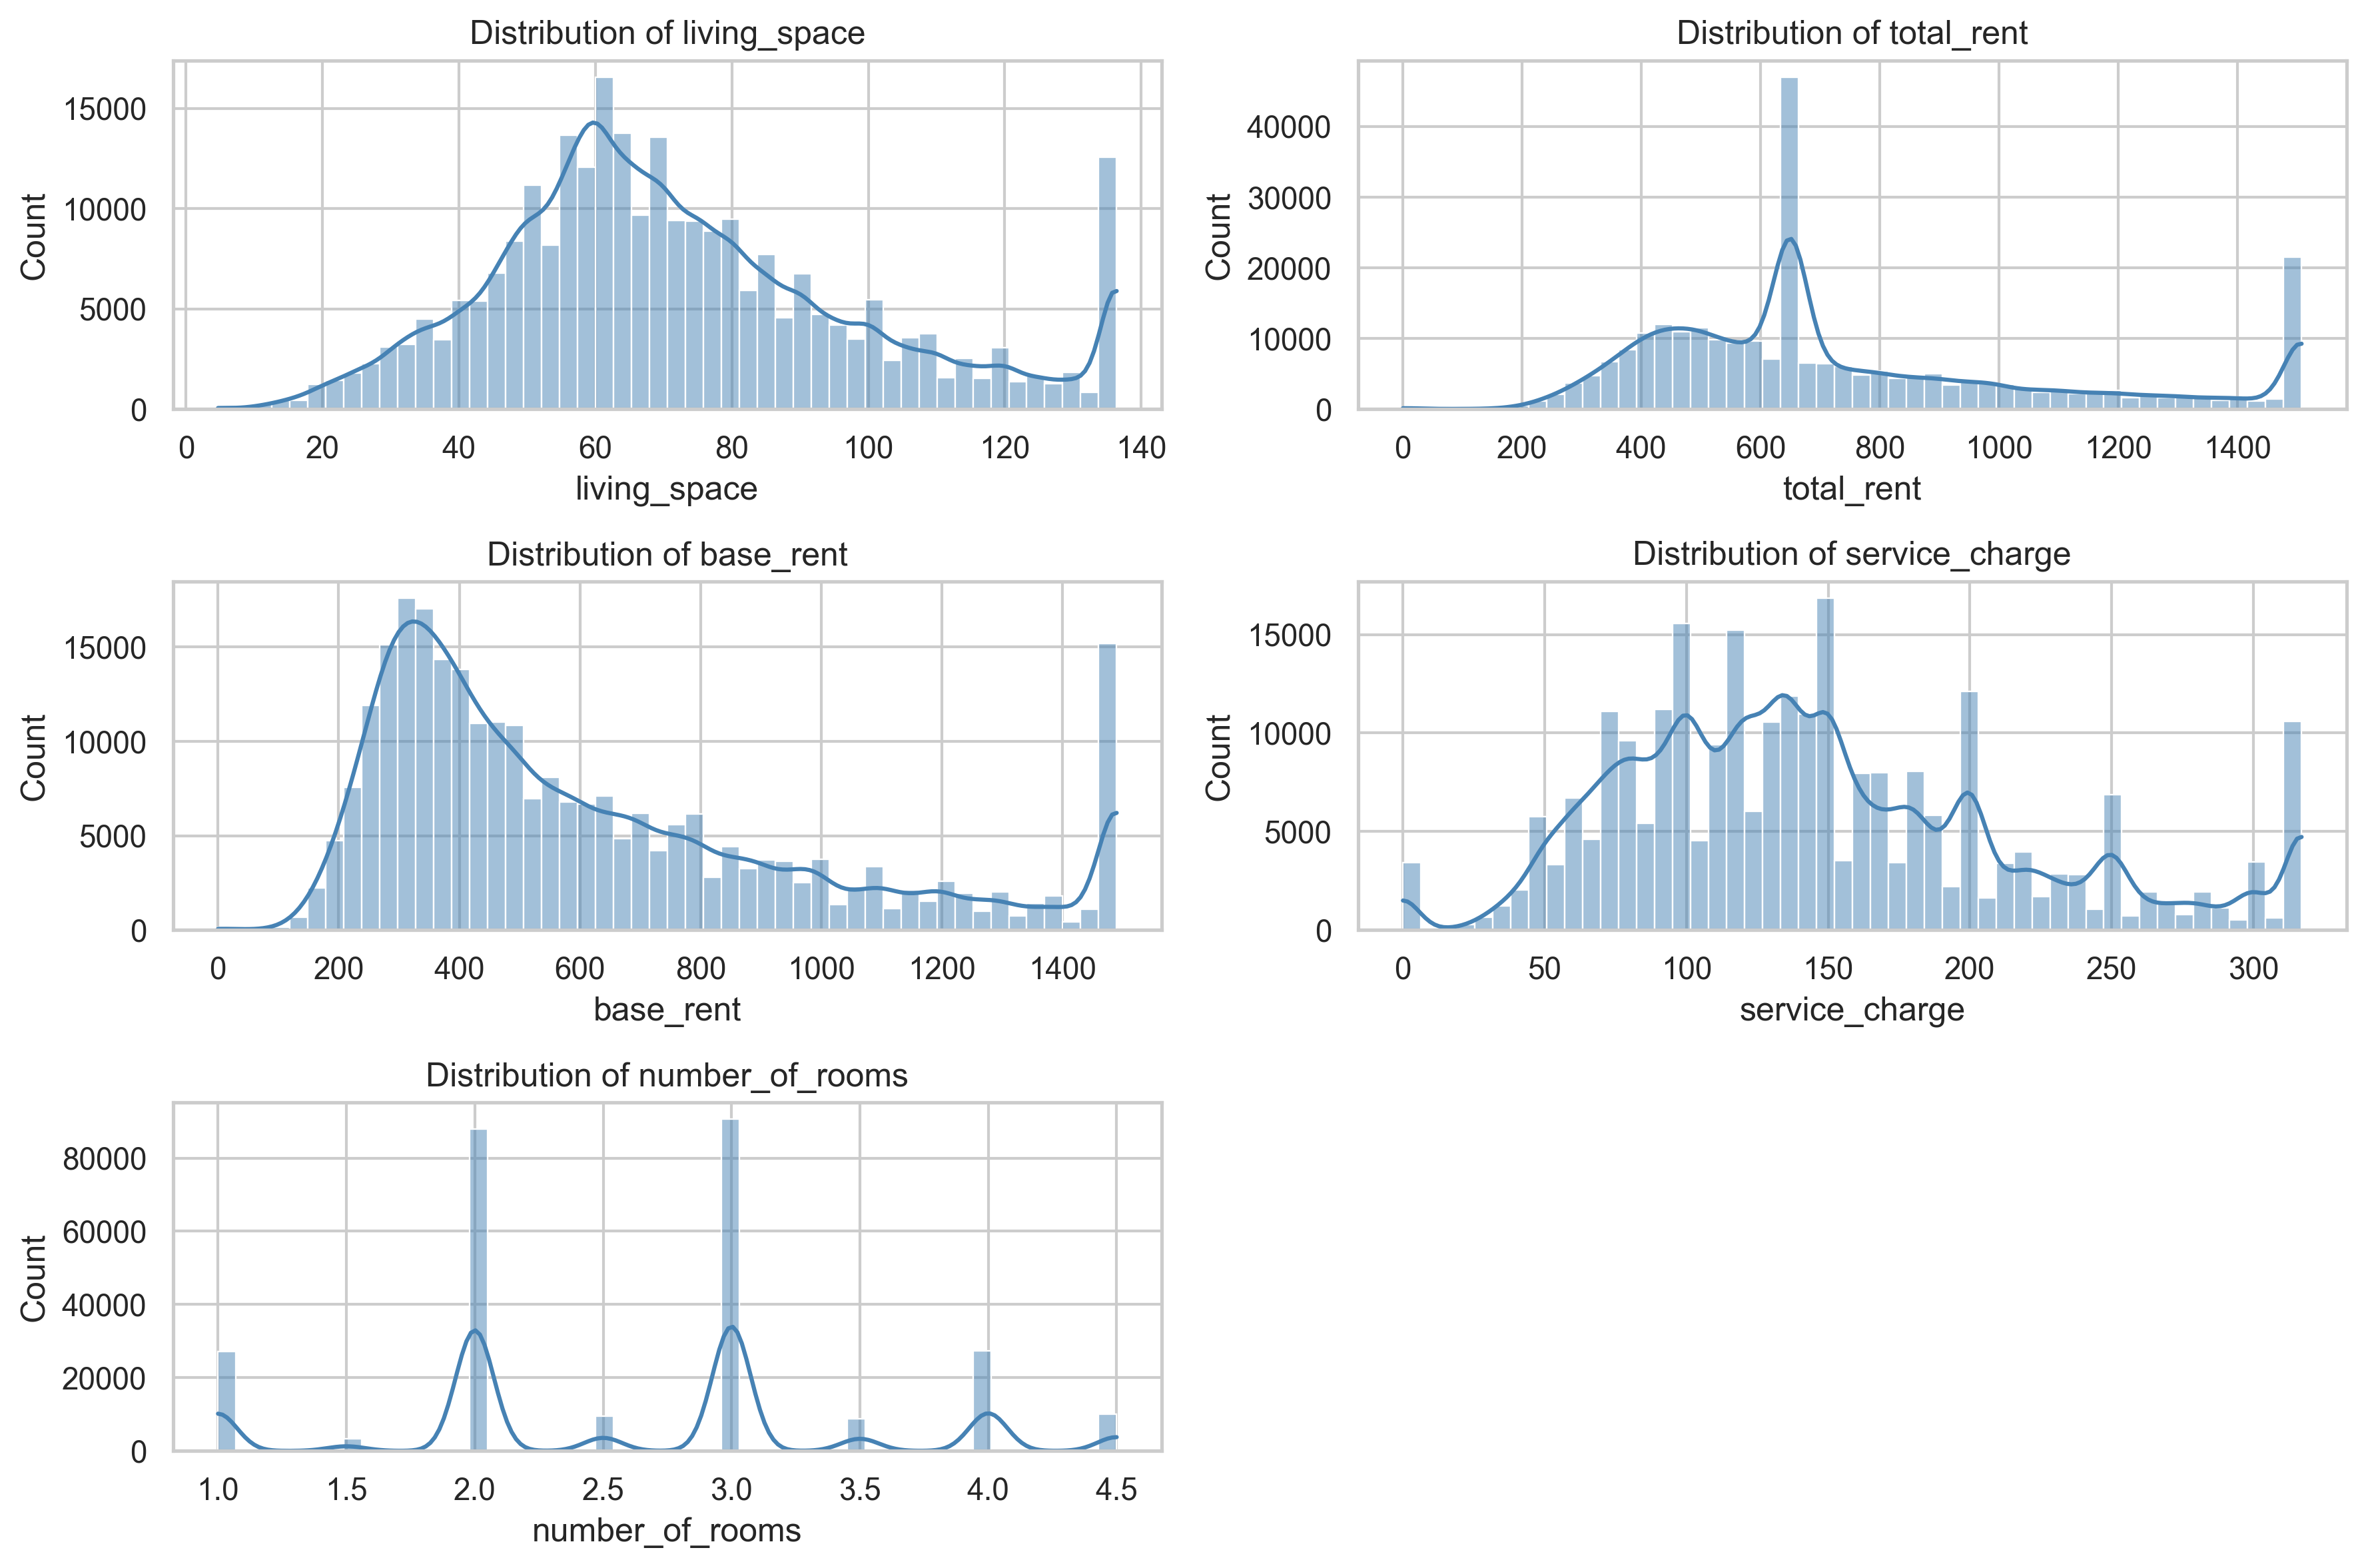 Distribution of living_space
Count
15000
10000
5000
0
0 20 40 60 80 100 120 140
living_space
Distribution of total_rent
Count
40000
30000
20000
10000
0
0 200 400 600 800 1000 1200 1400
total_rent
Distribution of base_rent
Count
15000
10000
5000
0
0 200 400 600 800 1000 1200 1400
base_rent
Distribution of service_charge
Count
15000
10000
5000
0
0 50 100 150 200 250 300
service_charge
Distribution of number_of_rooms
Count
80000
60000
40000
20000
0
1.0 1.5 2.0 2.5 3.0 3.5 4.0 4.5
number_of_rooms